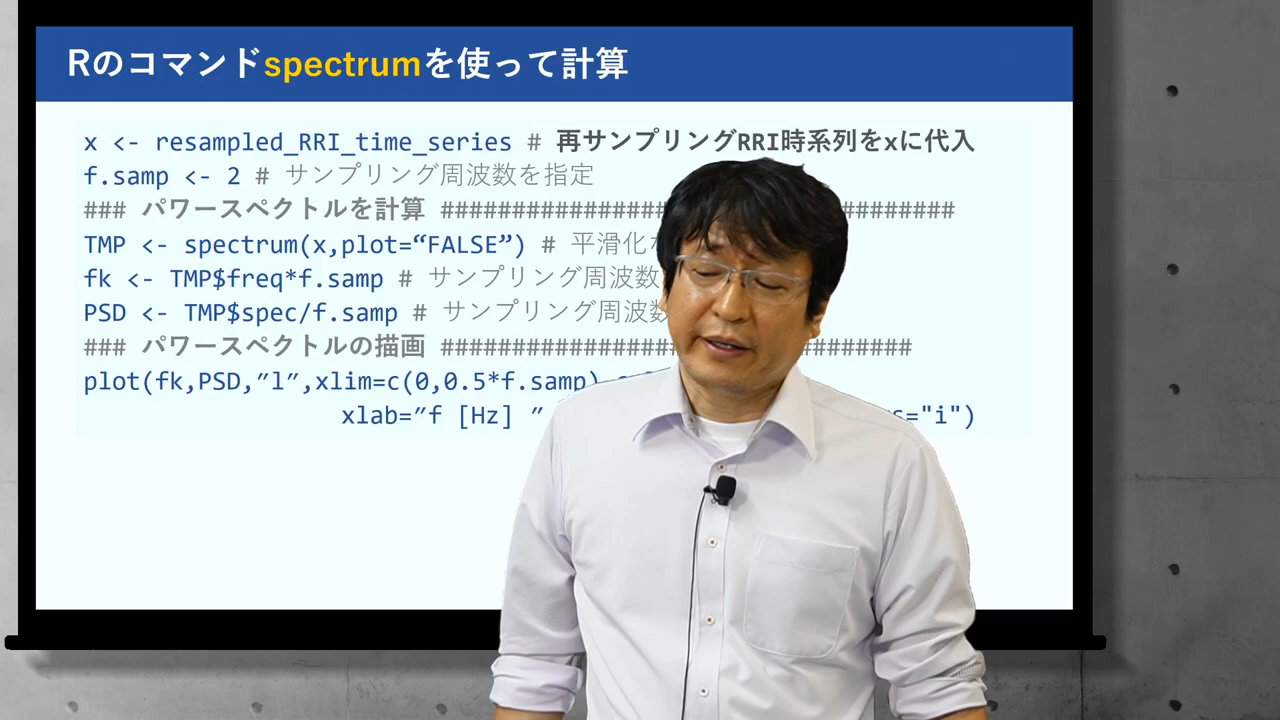 Rのコマンドspectrumを使って計算
x <- resampled_RRI_time_series # 再サンプリングRRI時系列をxに代入
f.samp <- 2 # サンプリング周波数を指定
### パワースペクトルを計算 ####################################
TMP <- spectrum(x,plot=“FALSE”) # 平滑化
fk <- TMP$freq*f.samp # サンプリング周波数
PSD <- TMP$spec/f.samp # サンプリング周波数
### パワースペクトルの描画 #################################
plot(fk,PSD,”l”,xlim=c(0,0.5*f.samp)
xlab=”f [Hz] ” ="i")